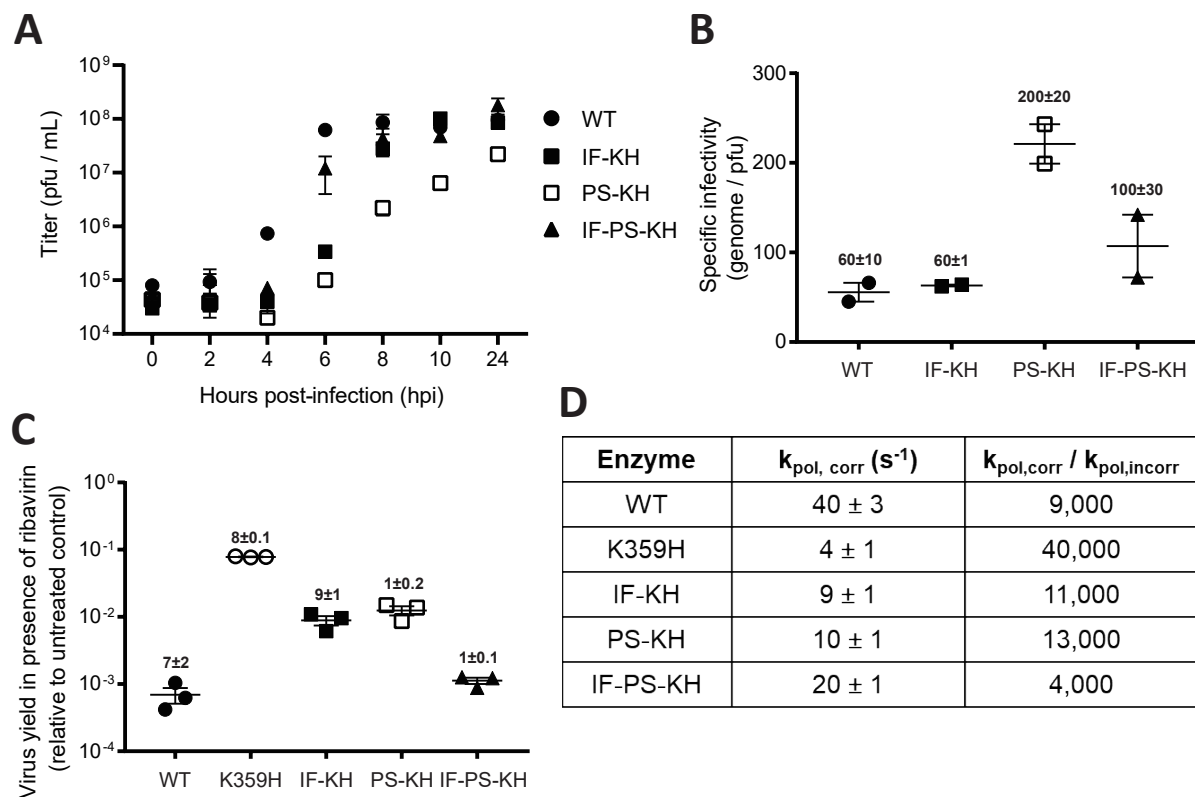 A
Titer (pfu / mL)
10⁹
10⁸
10⁷
10⁶
10⁵
10⁴
0 2 4 6 8 10 24
Hours post-infection (hpi)
WT
IF-KH
PS-KH
IF-PS-KH
B
Specific infectivity
(genome / pfu)
300
200
100
0
60±10
60±1
200±20
100±30
WT IF-KH PS-KH IF-PS-KH
C
Virus yield in presence of ribavirin
(relative to untreated control)
10⁰
10⁻¹
10⁻²
10⁻³
10⁻⁴
7±2
8±0.1
9±1
1±0.2
1±0.1
WT K359H IF-KH PS-KH IF-PS-KH
D
Enzyme kpol, corr (s⁻¹) kpol,corr / kpol,incorr
WT 40 ± 3 9,000
K359H 4 ± 1 40,000
IF-KH 9 ± 1 11,000
PS-KH 10 ± 1 13,000
IF-PS-KH 20 ± 1 4,000